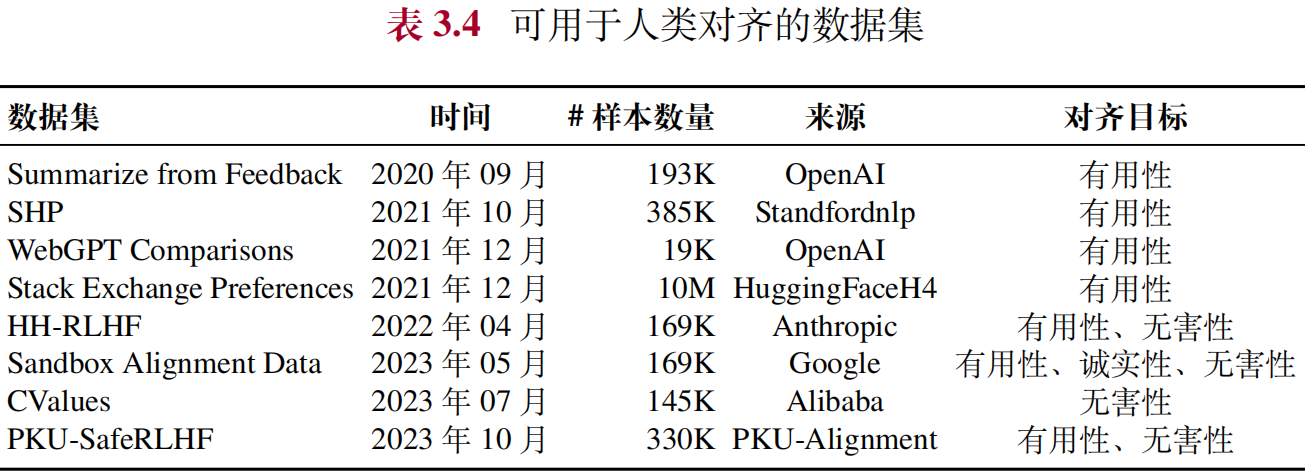 表 3.4 可用于人类对齐的数据集
数据集 时间 # 样本数量 来源 对齐目标
Summarize from Feedback 2020 年 09 月 193K OpenAI 有用性
SHP 2021 年 10 月 385K Standfordnlp 有用性
WebGPT Comparisons 2021 年 12 月 19K OpenAI 有用性
Stack Exchange Preferences 2021 年 12 月 10M HuggingFaceH4 有用性
HH-RLHF 2022 年 04 月 169K Anthropic 有用性、无害性
Sandbox Alignment Data 2023 年 05 月 169K Google 有用性、诚实性、无害性
CValues 2023 年 07 月 145K Alibaba 无害性
PKU-SafeRLHF 2023 年 10 月 330K PKU-Alignment 有用性、无害性